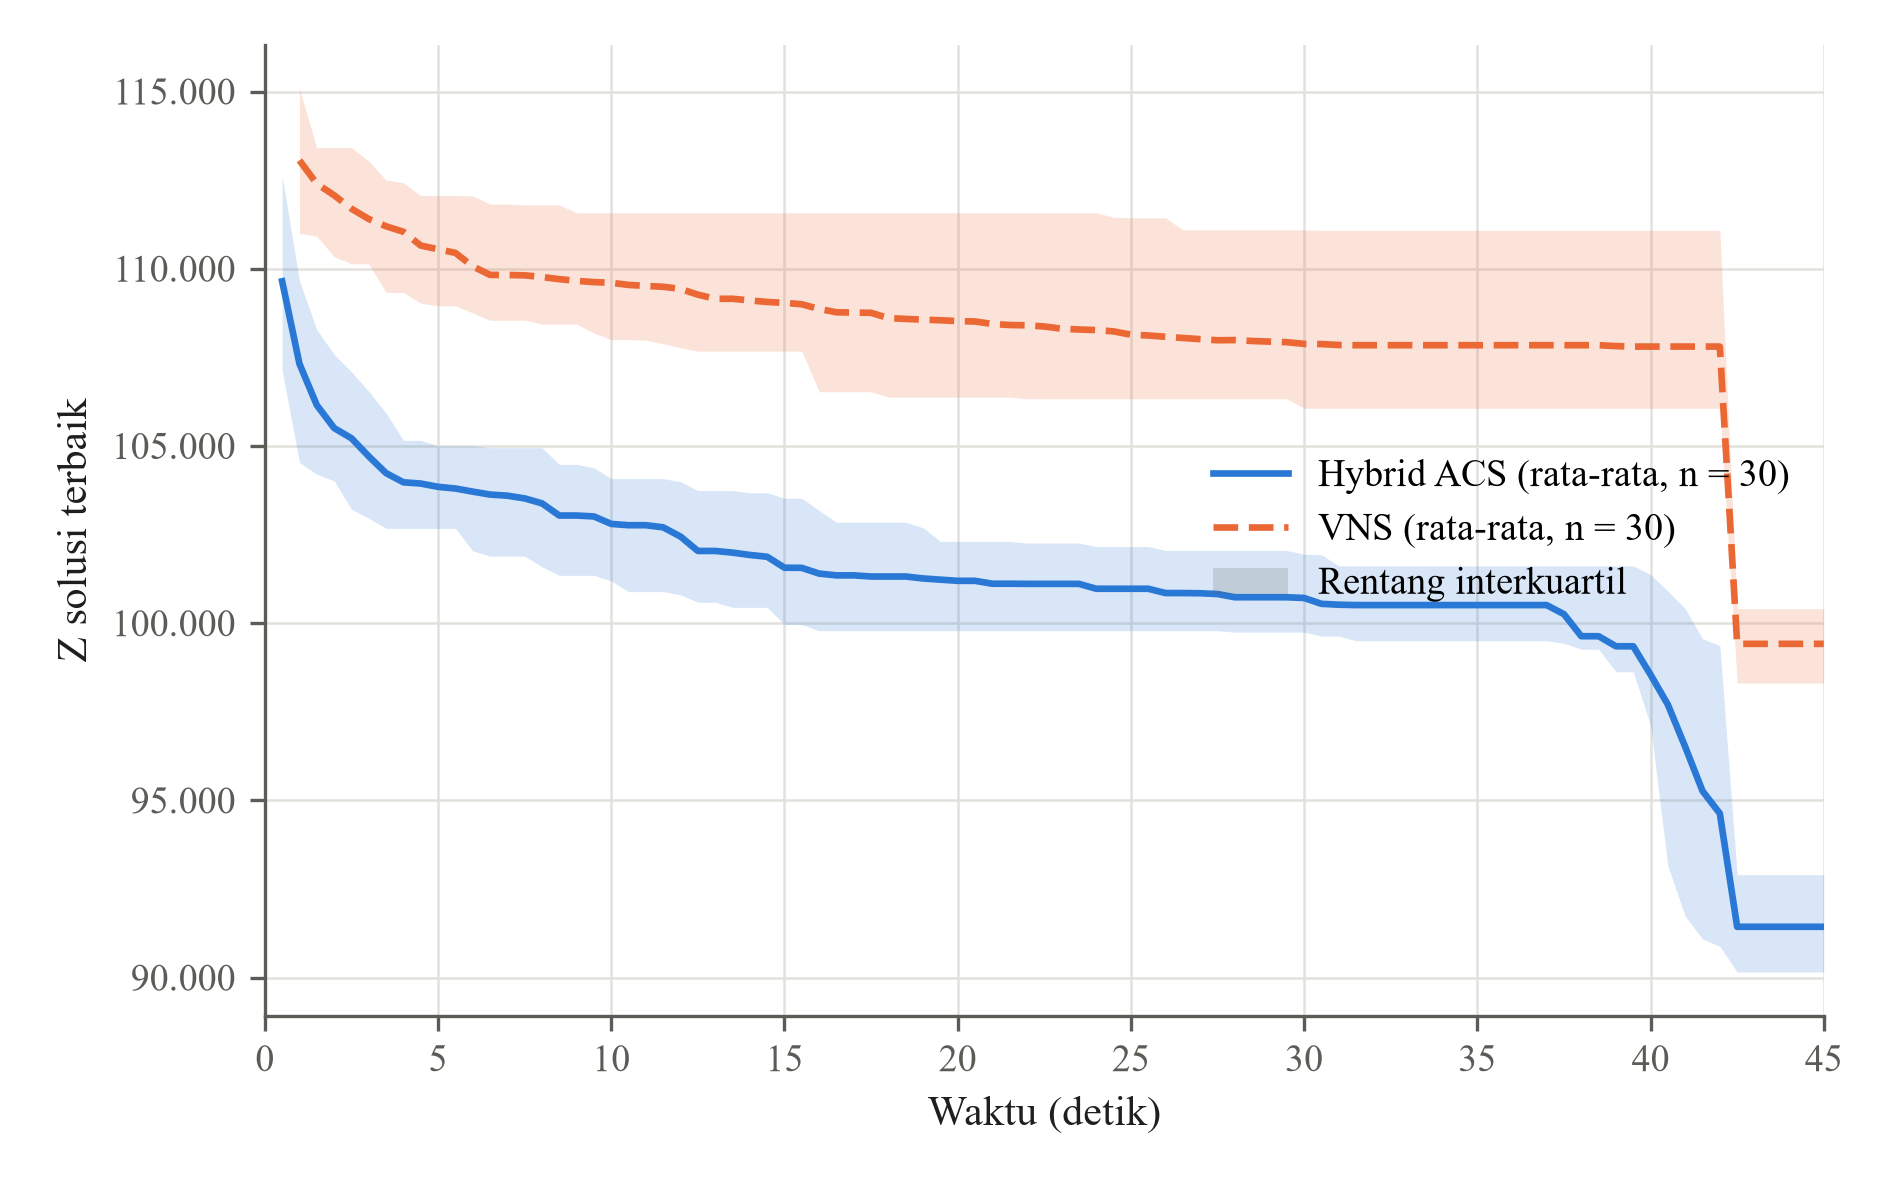 115.000
110.000
105.000
100.000
95.000
90.000
Z solusi terbaik
Hybrid ACS (rata-rata, n = 30)
VNS (rata-rata, n = 30)
Rentang interkuartil
0 5 10 15 20 25 30 35 40 45
Waktu (detik)